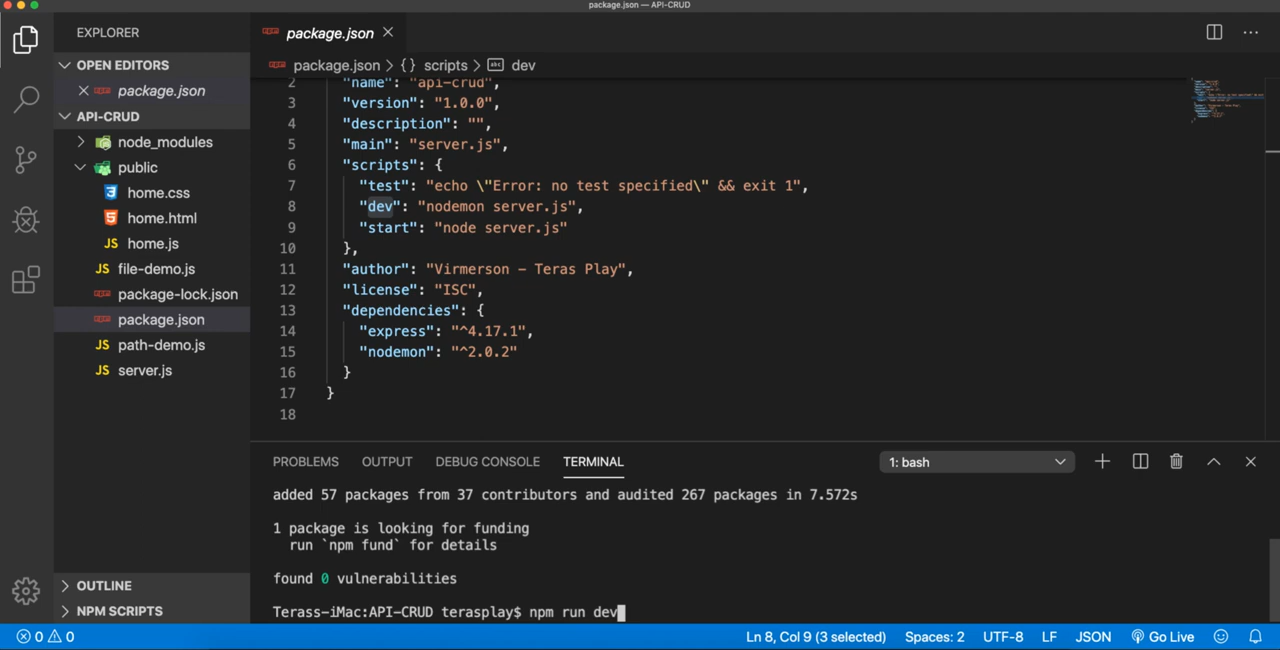 package.json — API-CRUD
EXPLORER
OPEN EDITORS
package.json
API-CRUD
node_modules
public
home.css
home.html
JS home.js
JS file-demo.js
package-lock.json
package.json
JS path-demo.js
JS server.js
OUTLINE
NPM SCRIPTS
package.json
package.json > {} scripts > abc dev
2 "name": "api-crud",
3 "version": "1.0.0",
4 "description": "",
5 "main": "server.js",
6 "scripts": {
7 "test": "echo \"Error: no test specified\" && exit 1",
8 "dev": "nodemon server.js",
9 "start": "node server.js"
10 },
11 "author": "Virmerson - Teras Play",
12 "license": "ISC",
13 "dependencies": {
14 "express": "^4.17.1",
15 "nodemon": "^2.0.2"
16 }
17 }
18
PROBLEMS OUTPUT DEBUG CONSOLE TERMINAL 1: bash
added 57 packages from 37 contributors and audited 267 packages in 7.572s
1 package is looking for funding
run `npm fund` for details
found 0 vulnerabilities
Terass-iMac:API-CRUD terasplay$ npm run dev
0 0 Ln 8, Col 9 (3 selected) Spaces: 2 UTF-8 LF JSON Go Live